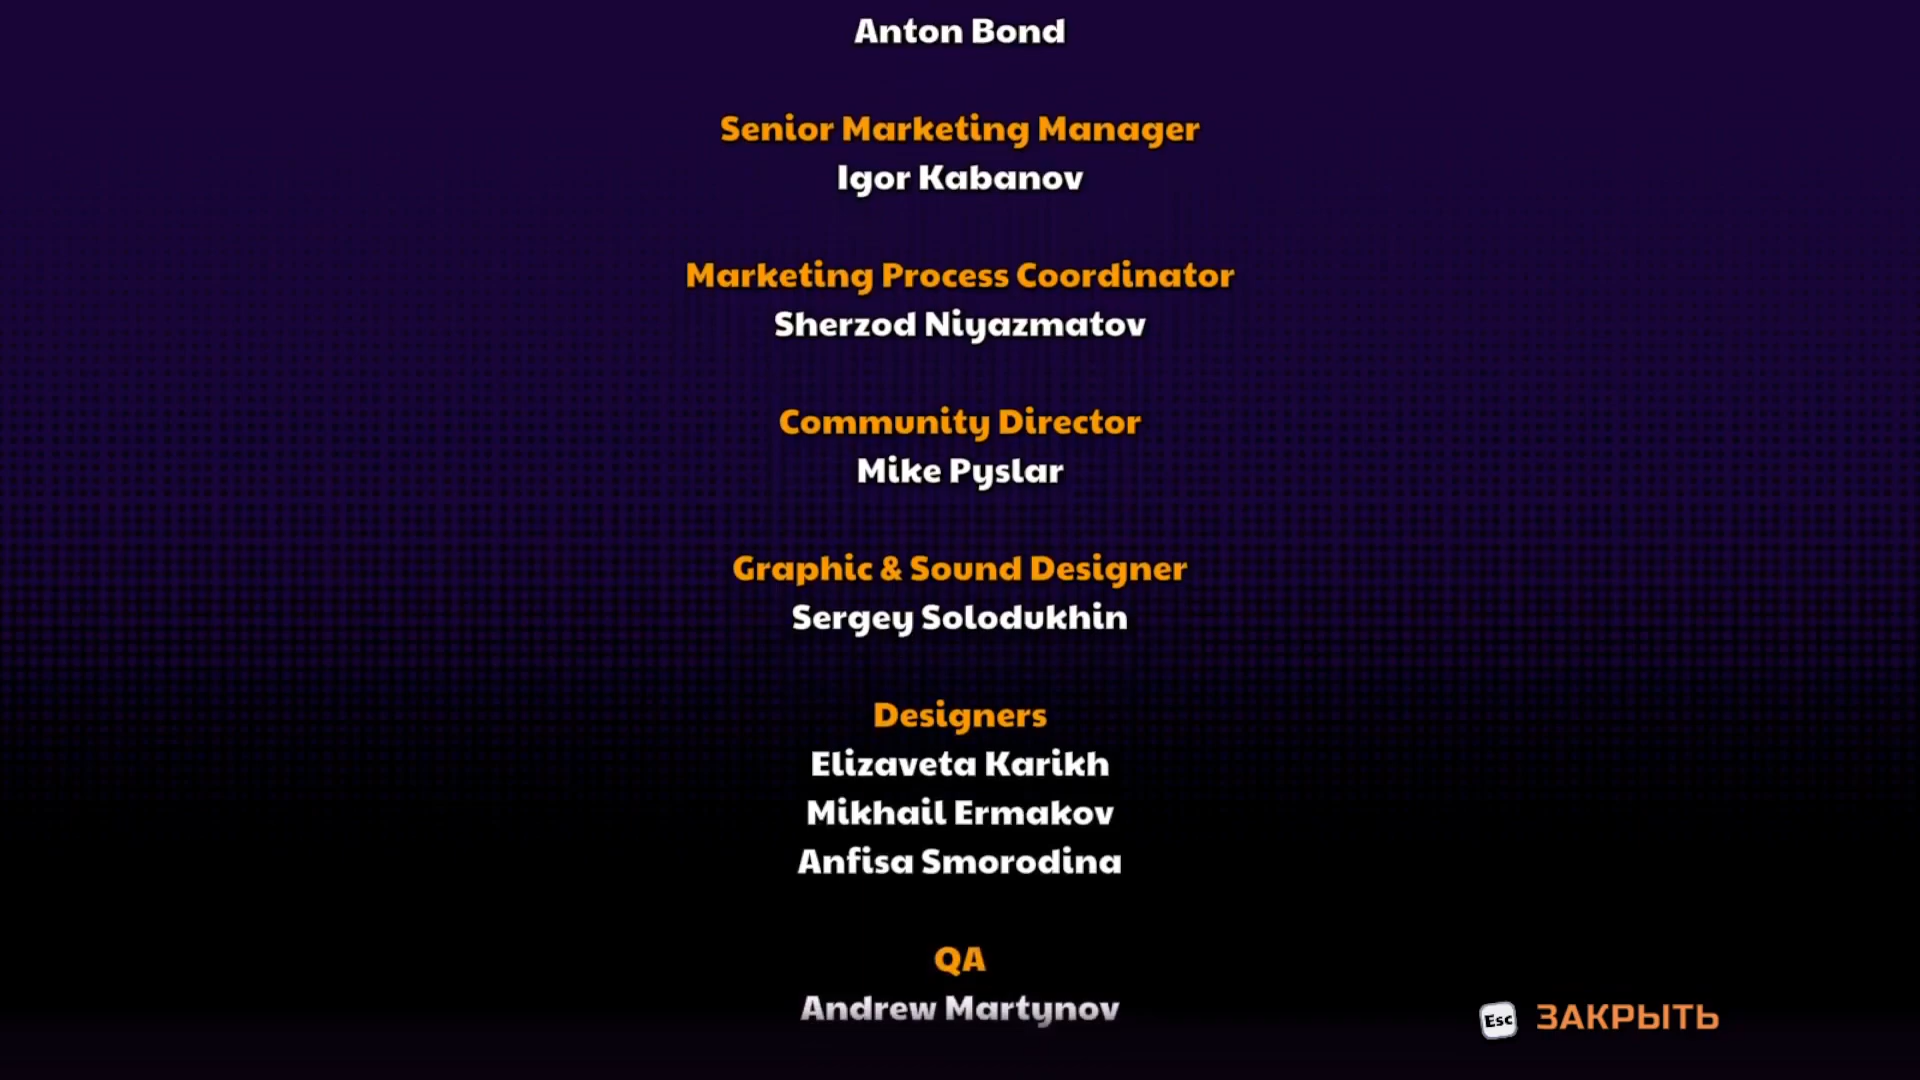 Anton Bond
Senior Marketing Manager
Igor Kabanov
Marketing Process Coordinator
Sherzod Niyazmatov
Community Director
Mike Pyslar
Graphic & Sound Designer
Sergey Solodukhin
Designers
Elizaveta Karikh
Mikhail Ermakov
Anfisa Smorodina
QA
Andrew Martynov
Esc ЗАКРЫТЬ